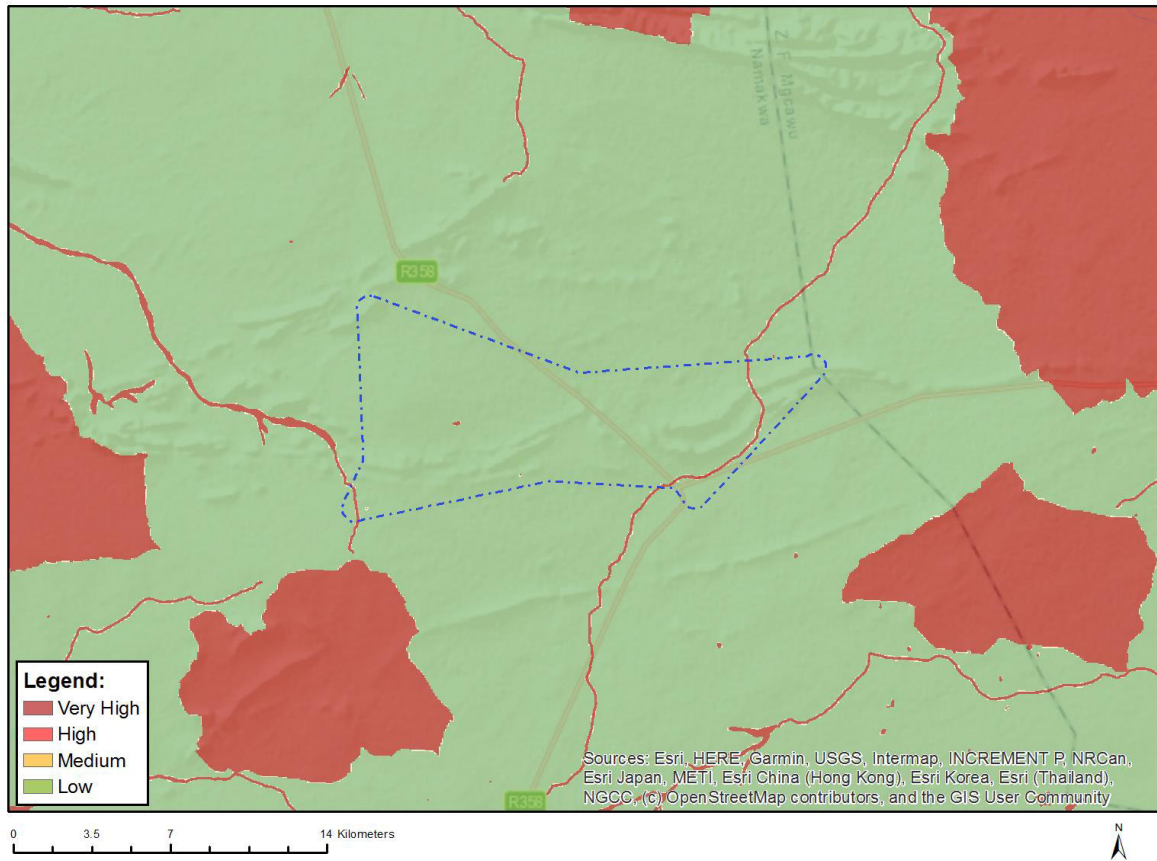 Z F Mgcawu
Namakwa
R358
Legend:
Very High
High
Medium
Low
Sources: Esri, HERE, Garmin, USGS, Intermap, INCREMENT P, NRCan,
Esri Japan, METI, Esri China (Hong Kong), Esri Korea, Esri (Thailand),
NGCC, (c) OpenStreetMap contributors, and the GIS User Community
R358
0 3.5 7 14 Kilometers
N